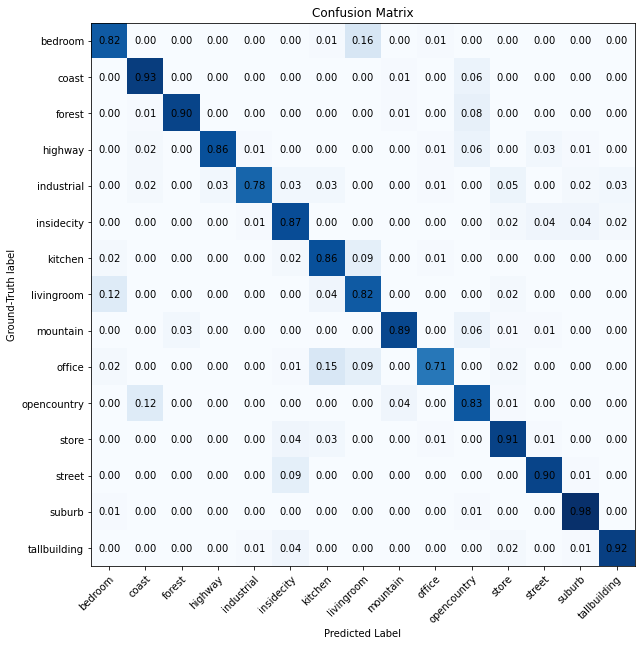 Confusion Matrix
bedroom 0.82 0.00 0.00 0.00 0.00 0.00 0.01 0.16 0.00 0.01 0.00 0.00 0.00 0.00 0.00
coast 0.00 0.93 0.00 0.00 0.00 0.00 0.00 0.00 0.01 0.00 0.06 0.00 0.00 0.00 0.00
forest 0.00 0.01 0.90 0.00 0.00 0.00 0.00 0.00 0.01 0.00 0.08 0.00 0.00 0.00 0.00
highway 0.00 0.02 0.00 0.86 0.01 0.00 0.00 0.00 0.00 0.01 0.06 0.00 0.03 0.01 0.00
industrial 0.00 0.02 0.00 0.03 0.78 0.03 0.03 0.00 0.00 0.01 0.00 0.05 0.00 0.02 0.03
insidecity 0.00 0.00 0.00 0.00 0.01 0.87 0.00 0.00 0.00 0.00 0.00 0.02 0.04 0.04 0.02
kitchen 0.02 0.00 0.00 0.00 0.00 0.02 0.86 0.09 0.00 0.01 0.00 0.00 0.00 0.00 0.00
livingroom 0.12 0.00 0.00 0.00 0.00 0.00 0.04 0.82 0.00 0.00 0.00 0.02 0.00 0.00 0.00
mountain 0.00 0.00 0.03 0.00 0.00 0.00 0.00 0.00 0.89 0.00 0.06 0.01 0.01 0.00 0.00
office 0.02 0.00 0.00 0.00 0.00 0.01 0.15 0.09 0.00 0.71 0.00 0.02 0.00 0.00 0.00
opencountry 0.00 0.12 0.00 0.00 0.00 0.00 0.00 0.00 0.04 0.00 0.83 0.01 0.00 0.00 0.00
store 0.00 0.00 0.00 0.00 0.00 0.04 0.03 0.00 0.00 0.01 0.00 0.91 0.01 0.00 0.00
street 0.00 0.00 0.00 0.00 0.00 0.09 0.00 0.00 0.00 0.00 0.00 0.00 0.90 0.01 0.00
suburb 0.01 0.00 0.00 0.00 0.00 0.00 0.00 0.00 0.00 0.00 0.01 0.00 0.00 0.98 0.00
tallbuilding 0.00 0.00 0.00 0.00 0.01 0.04 0.00 0.00 0.00 0.00 0.00 0.02 0.00 0.01 0.92
Ground-Truth label
bedroom coast forest highway industrial insidecity kitchen livingroom mountain office opencountry store street suburb tallbuilding
Predicted Label